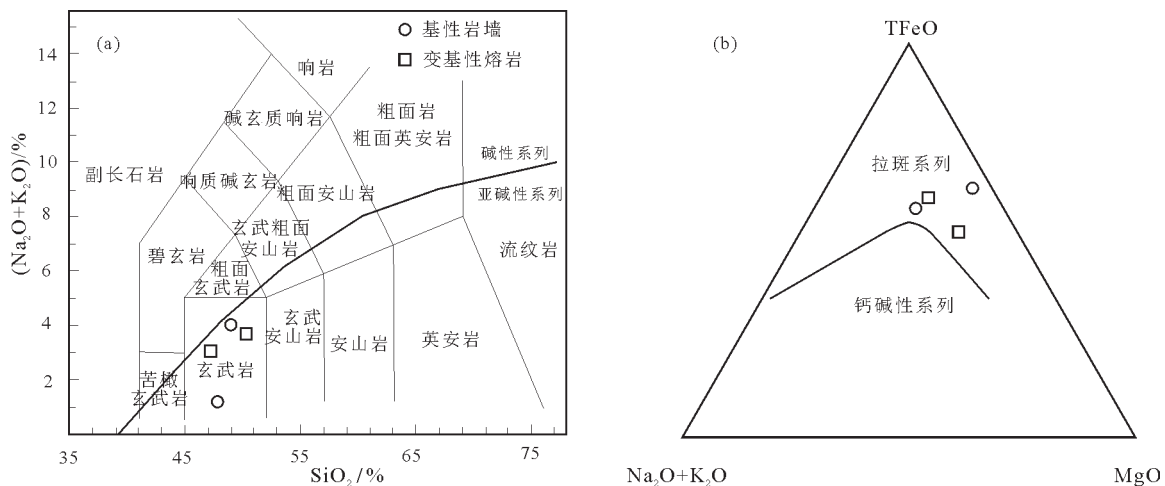 (a)
○ 基性岩墙
□ 变基性熔岩
14
12
10
8
6
4
2
(Na₂O+K₂O)/%
响岩
碱玄质响岩
粗面岩
粗面英安岩
副长石岩
响质碱玄岩
粗面安山岩
碱性系列
亚碱性系列
玄武粗面
安山岩
碧玄岩
粗面
玄武岩
流纹岩
玄武
安山岩
安山岩
英安岩
玄武岩
苦橄
玄武岩
35
45
55
65
75
SiO₂/%
(b)
TFeO
拉斑系列
钙碱性系列
Na₂O+K₂O
MgO